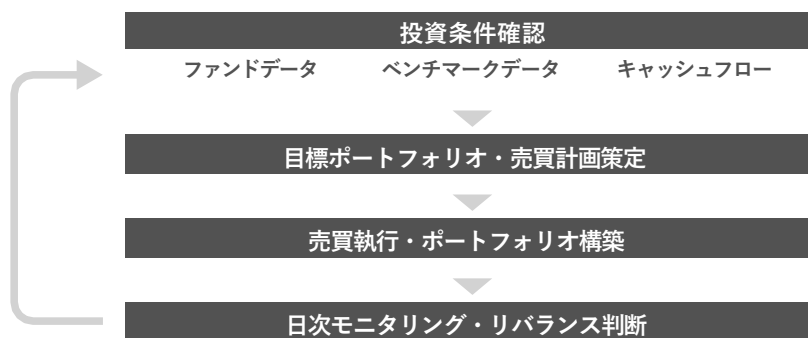 投資条件確認
ファンドデータ ベンチマークデータ キャッシュフロー
目標ポートフォリオ・売買計画策定
売買執行・ポートフォリオ構築
日次モニタリング・リバランス判断